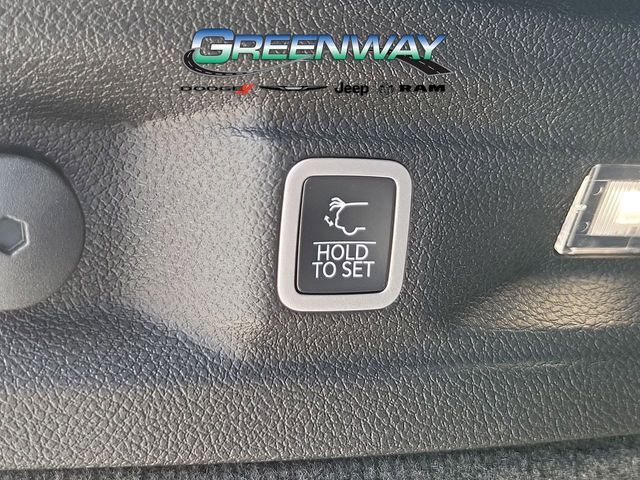 GREENWAY
DODGE Jeep RAM
HOLD
TO SET